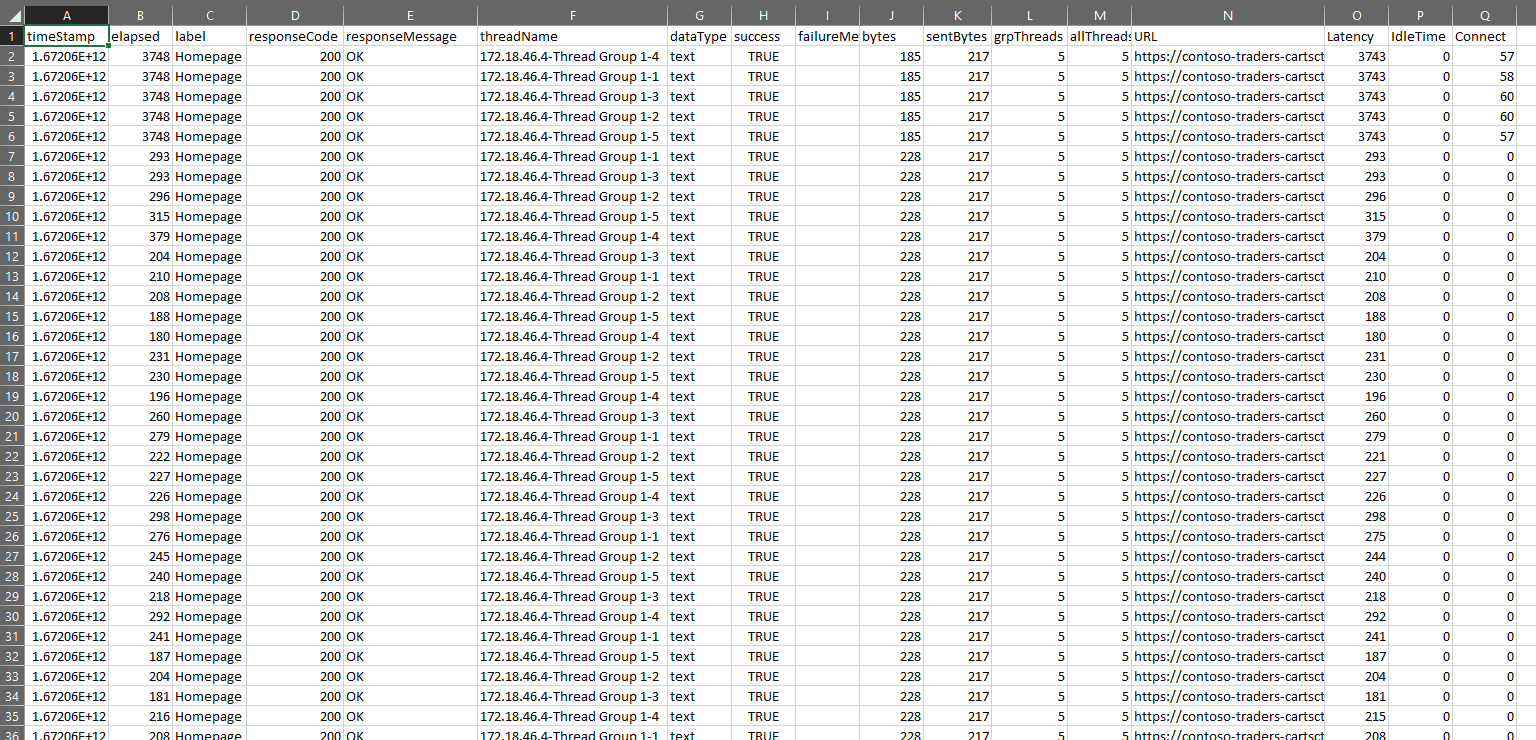 A B C D E F G H I J K L M N O P Q
1 timeStamp elapsed label responseCode responseMessage threadName dataType success failureMe bytes sentBytes grpThreads allThreads URL Latency IdleTime Connect
2 1.67206E+12 3748 Homepage 200 OK 172.18.46.4-Thread Group 1-4 text TRUE 185 217 5 5 https://contoso-traders-cartsct 3743 0 57
3 1.67206E+12 3748 Homepage 200 OK 172.18.46.4-Thread Group 1-1 text TRUE 185 217 5 5 https://contoso-traders-cartsct 3743 0 58
4 1.67206E+12 3748 Homepage 200 OK 172.18.46.4-Thread Group 1-3 text TRUE 185 217 5 5 https://contoso-traders-cartsct 3743 0 60
5 1.67206E+12 3748 Homepage 200 OK 172.18.46.4-Thread Group 1-2 text TRUE 185 217 5 5 https://contoso-traders-cartsct 3743 0 60
6 1.67206E+12 3748 Homepage 200 OK 172.18.46.4-Thread Group 1-5 text TRUE 185 217 5 5 https://contoso-traders-cartsct 3743 0 57
7 1.67206E+12 293 Homepage 200 OK 172.18.46.4-Thread Group 1-1 text TRUE 228 217 5 5 https://contoso-traders-cartsct 293 0 0
8 1.67206E+12 293 Homepage 200 OK 172.18.46.4-Thread Group 1-3 text TRUE 228 217 5 5 https://contoso-traders-cartsct 293 0 0
9 1.67206E+12 296 Homepage 200 OK 172.18.46.4-Thread Group 1-2 text TRUE 228 217 5 5 https://contoso-traders-cartsct 296 0 0
10 1.67206E+12 315 Homepage 200 OK 172.18.46.4-Thread Group 1-5 text TRUE 228 217 5 5 https://contoso-traders-cartsct 315 0 0
11 1.67206E+12 379 Homepage 200 OK 172.18.46.4-Thread Group 1-4 text TRUE 228 217 5 5 https://contoso-traders-cartsct 379 0 0
12 1.67206E+12 204 Homepage 200 OK 172.18.46.4-Thread Group 1-3 text TRUE 228 217 5 5 https://contoso-traders-cartsct 204 0 0
13 1.67206E+12 210 Homepage 200 OK 172.18.46.4-Thread Group 1-1 text TRUE 228 217 5 5 https://contoso-traders-cartsct 210 0 0
14 1.67206E+12 208 Homepage 200 OK 172.18.46.4-Thread Group 1-2 text TRUE 228 217 5 5 https://contoso-traders-cartsct 208 0 0
15 1.67206E+12 188 Homepage 200 OK 172.18.46.4-Thread Group 1-5 text TRUE 228 217 5 5 https://contoso-traders-cartsct 188 0 0
16 1.67206E+12 180 Homepage 200 OK 172.18.46.4-Thread Group 1-4 text TRUE 228 217 5 5 https://contoso-traders-cartsct 180 0 0
17 1.67206E+12 231 Homepage 200 OK 172.18.46.4-Thread Group 1-2 text TRUE 228 217 5 5 https://contoso-traders-cartsct 231 0 0
18 1.67206E+12 230 Homepage 200 OK 172.18.46.4-Thread Group 1-5 text TRUE 228 217 5 5 https://contoso-traders-cartsct 230 0 0
19 1.67206E+12 196 Homepage 200 OK 172.18.46.4-Thread Group 1-4 text TRUE 228 217 5 5 https://contoso-traders-cartsct 196 0 0
20 1.67206E+12 260 Homepage 200 OK 172.18.46.4-Thread Group 1-3 text TRUE 228 217 5 5 https://contoso-traders-cartsct 260 0 0
21 1.67206E+12 279 Homepage 200 OK 172.18.46.4-Thread Group 1-1 text TRUE 228 217 5 5 https://contoso-traders-cartsct 279 0 0
22 1.67206E+12 222 Homepage 200 OK 172.18.46.4-Thread Group 1-2 text TRUE 228 217 5 5 https://contoso-traders-cartsct 221 0 0
23 1.67206E+12 227 Homepage 200 OK 172.18.46.4-Thread Group 1-5 text TRUE 228 217 5 5 https://contoso-traders-cartsct 227 0 0
24 1.67206E+12 226 Homepage 200 OK 172.18.46.4-Thread Group 1-4 text TRUE 228 217 5 5 https://contoso-traders-cartsct 226 0 0
25 1.67206E+12 298 Homepage 200 OK 172.18.46.4-Thread Group 1-3 text TRUE 228 217 5 5 https://contoso-traders-cartsct 298 0 0
26 1.67206E+12 276 Homepage 200 OK 172.18.46.4-Thread Group 1-1 text TRUE 228 217 5 5 https://contoso-traders-cartsct 275 0 0
27 1.67206E+12 245 Homepage 200 OK 172.18.46.4-Thread Group 1-2 text TRUE 228 217 5 5 https://contoso-traders-cartsct 244 0 0
28 1.67206E+12 240 Homepage 200 OK 172.18.46.4-Thread Group 1-5 text TRUE 228 217 5 5 https://contoso-traders-cartsct 240 0 0
29 1.67206E+12 218 Homepage 200 OK 172.18.46.4-Thread Group 1-3 text TRUE 228 217 5 5 https://contoso-traders-cartsct 218 0 0
30 1.67206E+12 292 Homepage 200 OK 172.18.46.4-Thread Group 1-4 text TRUE 228 217 5 5 https://contoso-traders-cartsct 292 0 0
31 1.67206E+12 241 Homepage 200 OK 172.18.46.4-Thread Group 1-1 text TRUE 228 217 5 5 https://contoso-traders-cartsct 241 0 0
32 1.67206E+12 187 Homepage 200 OK 172.18.46.4-Thread Group 1-5 text TRUE 228 217 5 5 https://contoso-traders-cartsct 187 0 0
33 1.67206E+12 204 Homepage 200 OK 172.18.46.4-Thread Group 1-2 text TRUE 228 217 5 5 https://contoso-traders-cartsct 204 0 0
34 1.67206E+12 181 Homepage 200 OK 172.18.46.4-Thread Group 1-3 text TRUE 228 217 5 5 https://contoso-traders-cartsct 181 0 0
35 1.67206E+12 216 Homepage 200 OK 172.18.46.4-Thread Group 1-4 text TRUE 228 217 5 5 https://contoso-traders-cartsct 215 0 0
36 1.67206E+12 208 Homepage 200 OK 172.18.46.4-Thread Group 1-1 text TRUE 228 217 5 5 https://contoso-traders-cartsct 208 0 0